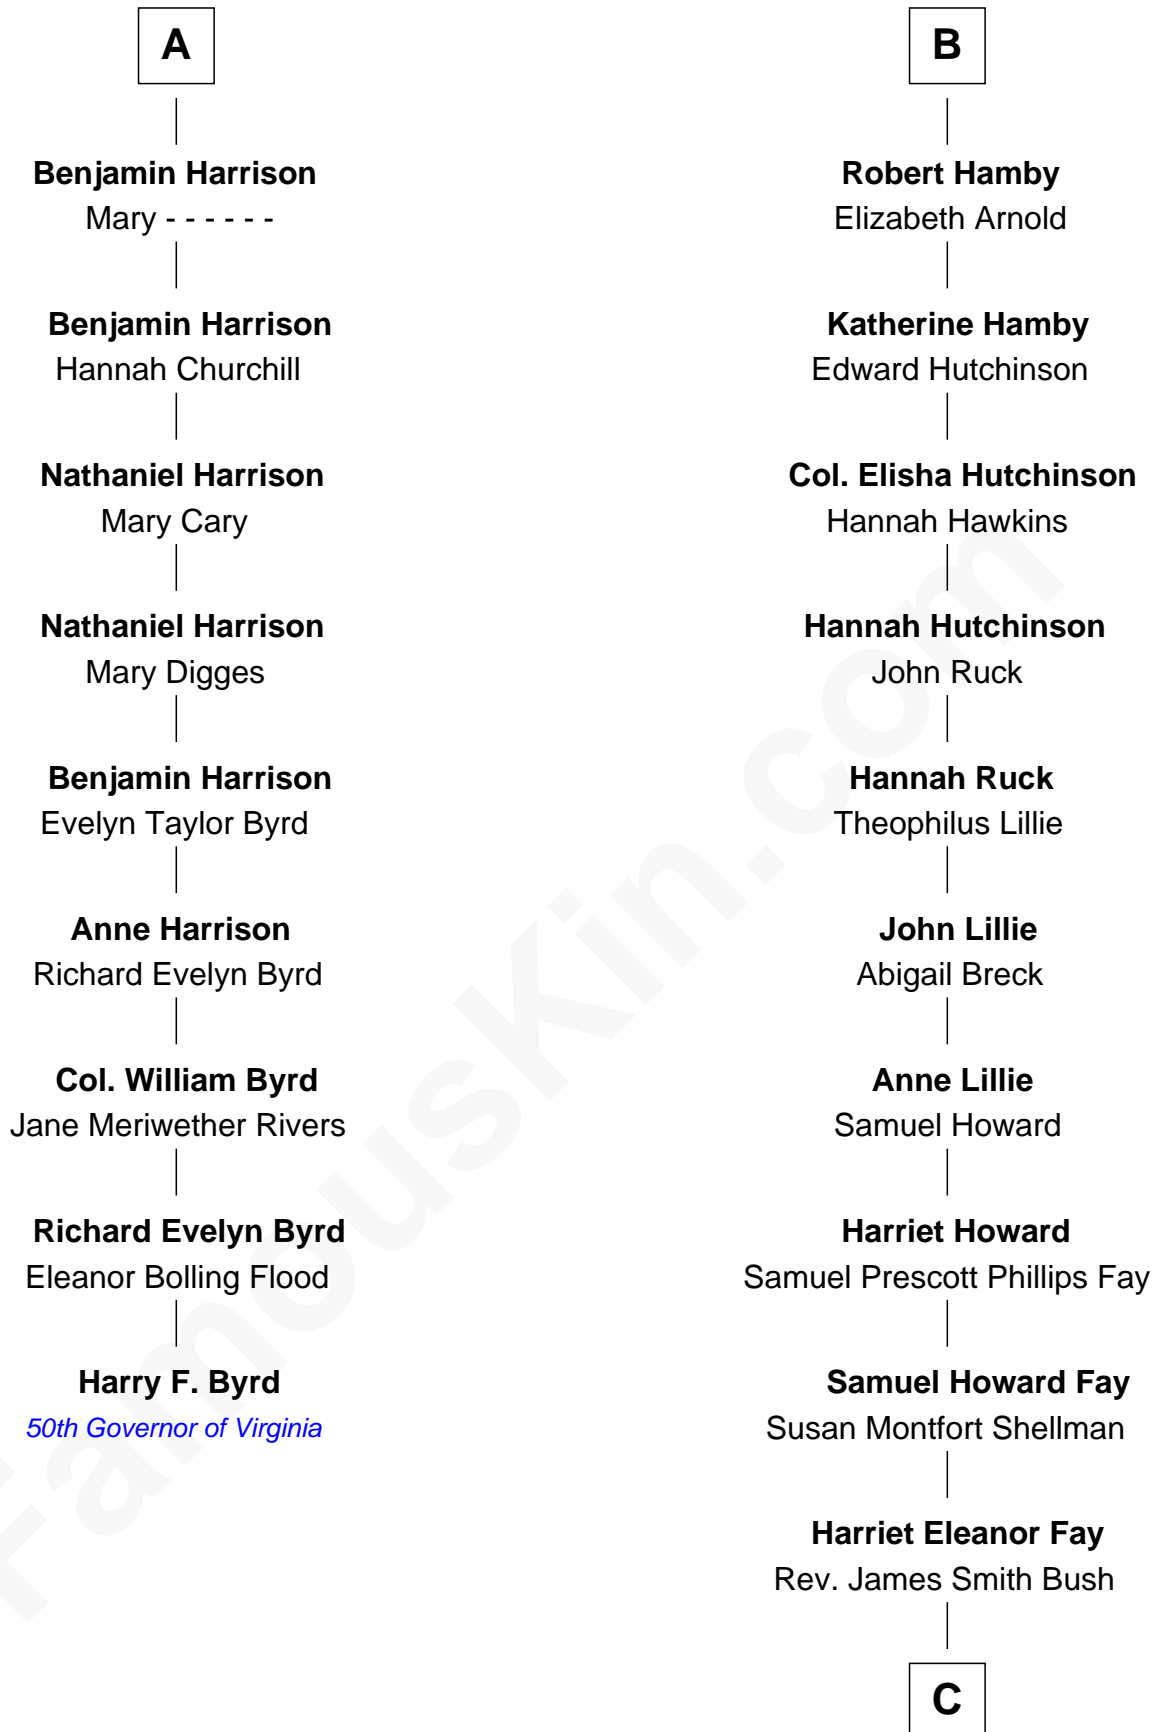 A
Benjamin Harrison
Mary - - - - - -
Benjamin Harrison
Hannah Churchill
Nathaniel Harrison
Mary Cary
Nathaniel Harrison
Mary Digges
Benjamin Harrison
Evelyn Taylor Byrd
Anne Harrison
Richard Evelyn Byrd
Col. William Byrd
Jane Meriwether Rivers
Richard Evelyn Byrd
Eleanor Bolling Flood
Harry F. Byrd
50th Governor of Virginia
B
Robert Hamby
Elizabeth Arnold
Katherine Hamby
Edward Hutchinson
Col. Elisha Hutchinson
Hannah Hawkins
Hannah Hutchinson
John Ruck
Hannah Ruck
Theophilus Lillie
John Lillie
Abigail Breck
Anne Lillie
Samuel Howard
Harriet Howard
Samuel Prescott Phillips Fay
Samuel Howard Fay
Susan Montfort Shellman
Harriet Eleanor Fay
Rev. James Smith Bush
C
FamousKin.com